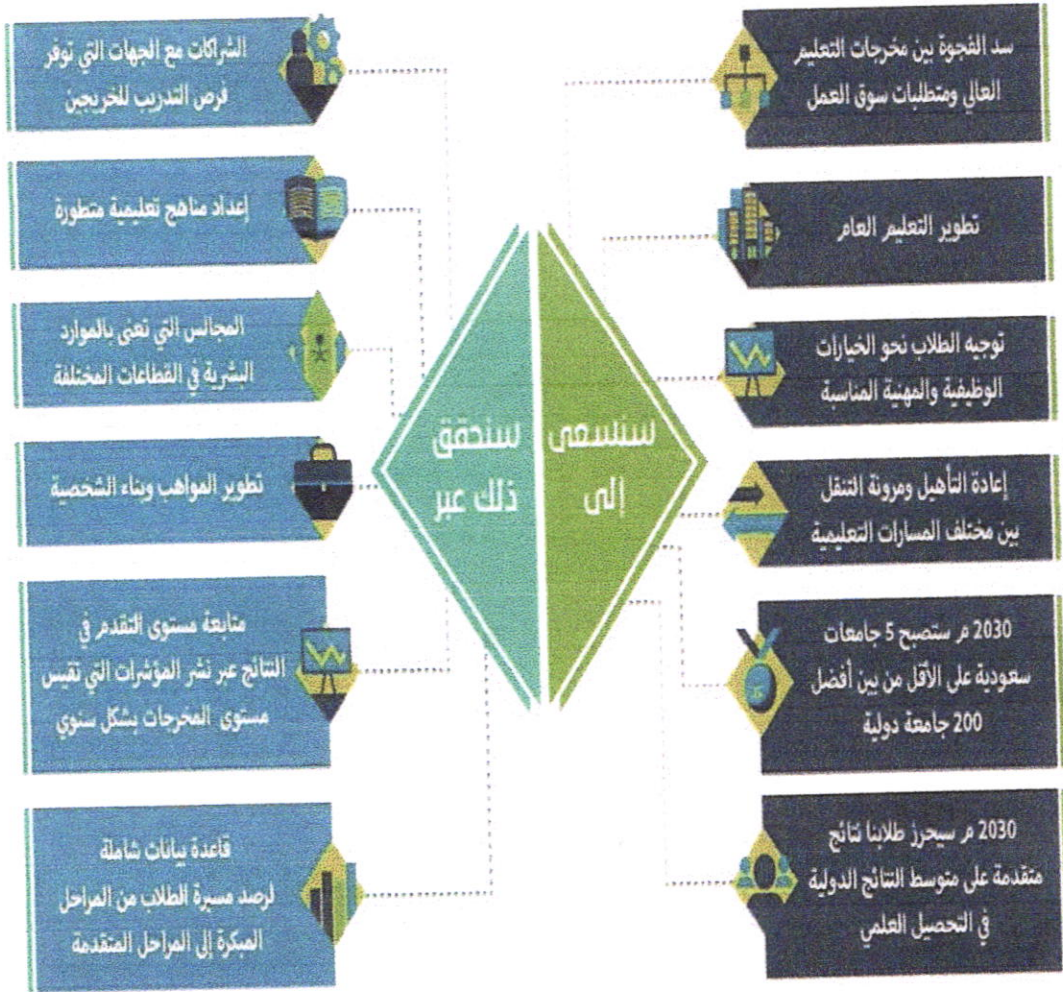 سنسعى
إلى
سد الفجوة بين مخرجات التعليم
العالي ومتطلبات سوق العمل
تطوير التعليم العام
توجيه الطلاب نحو الخيارات
الوظيفية والمهنية المناسبة
إعادة التأهيل ومرونة التنقل
بين مختلف المسارات التعليمية
2030 م ستصبح 5 جامعات
سعودية على الأقل من بين أفضل
200 جامعة دولية
2030 م سيحرز طلابنا نتائج
متقدمة على متوسط النتائج الدولية
في التحصيل العلمي
سنحقق
ذلك عبر
الشراكات مع الجهات التي توفر
فرص التدريب للخريجين
إعداد مناهج تعليمية متطورة
المجالس التي تعنى بالموارد
البشرية في القطاعات المختلفة
تطوير المواهب وبناء الشخصية
متابعة مستوى التقدم في
النتائج عبر نشر المؤشرات التي تقيس
مستوى المخرجات بشكل سنوي
قاعدة بيانات شاملة
لرصد مسيرة الطلاب من المراحل
المبكرة إلى المراحل المتقدمة